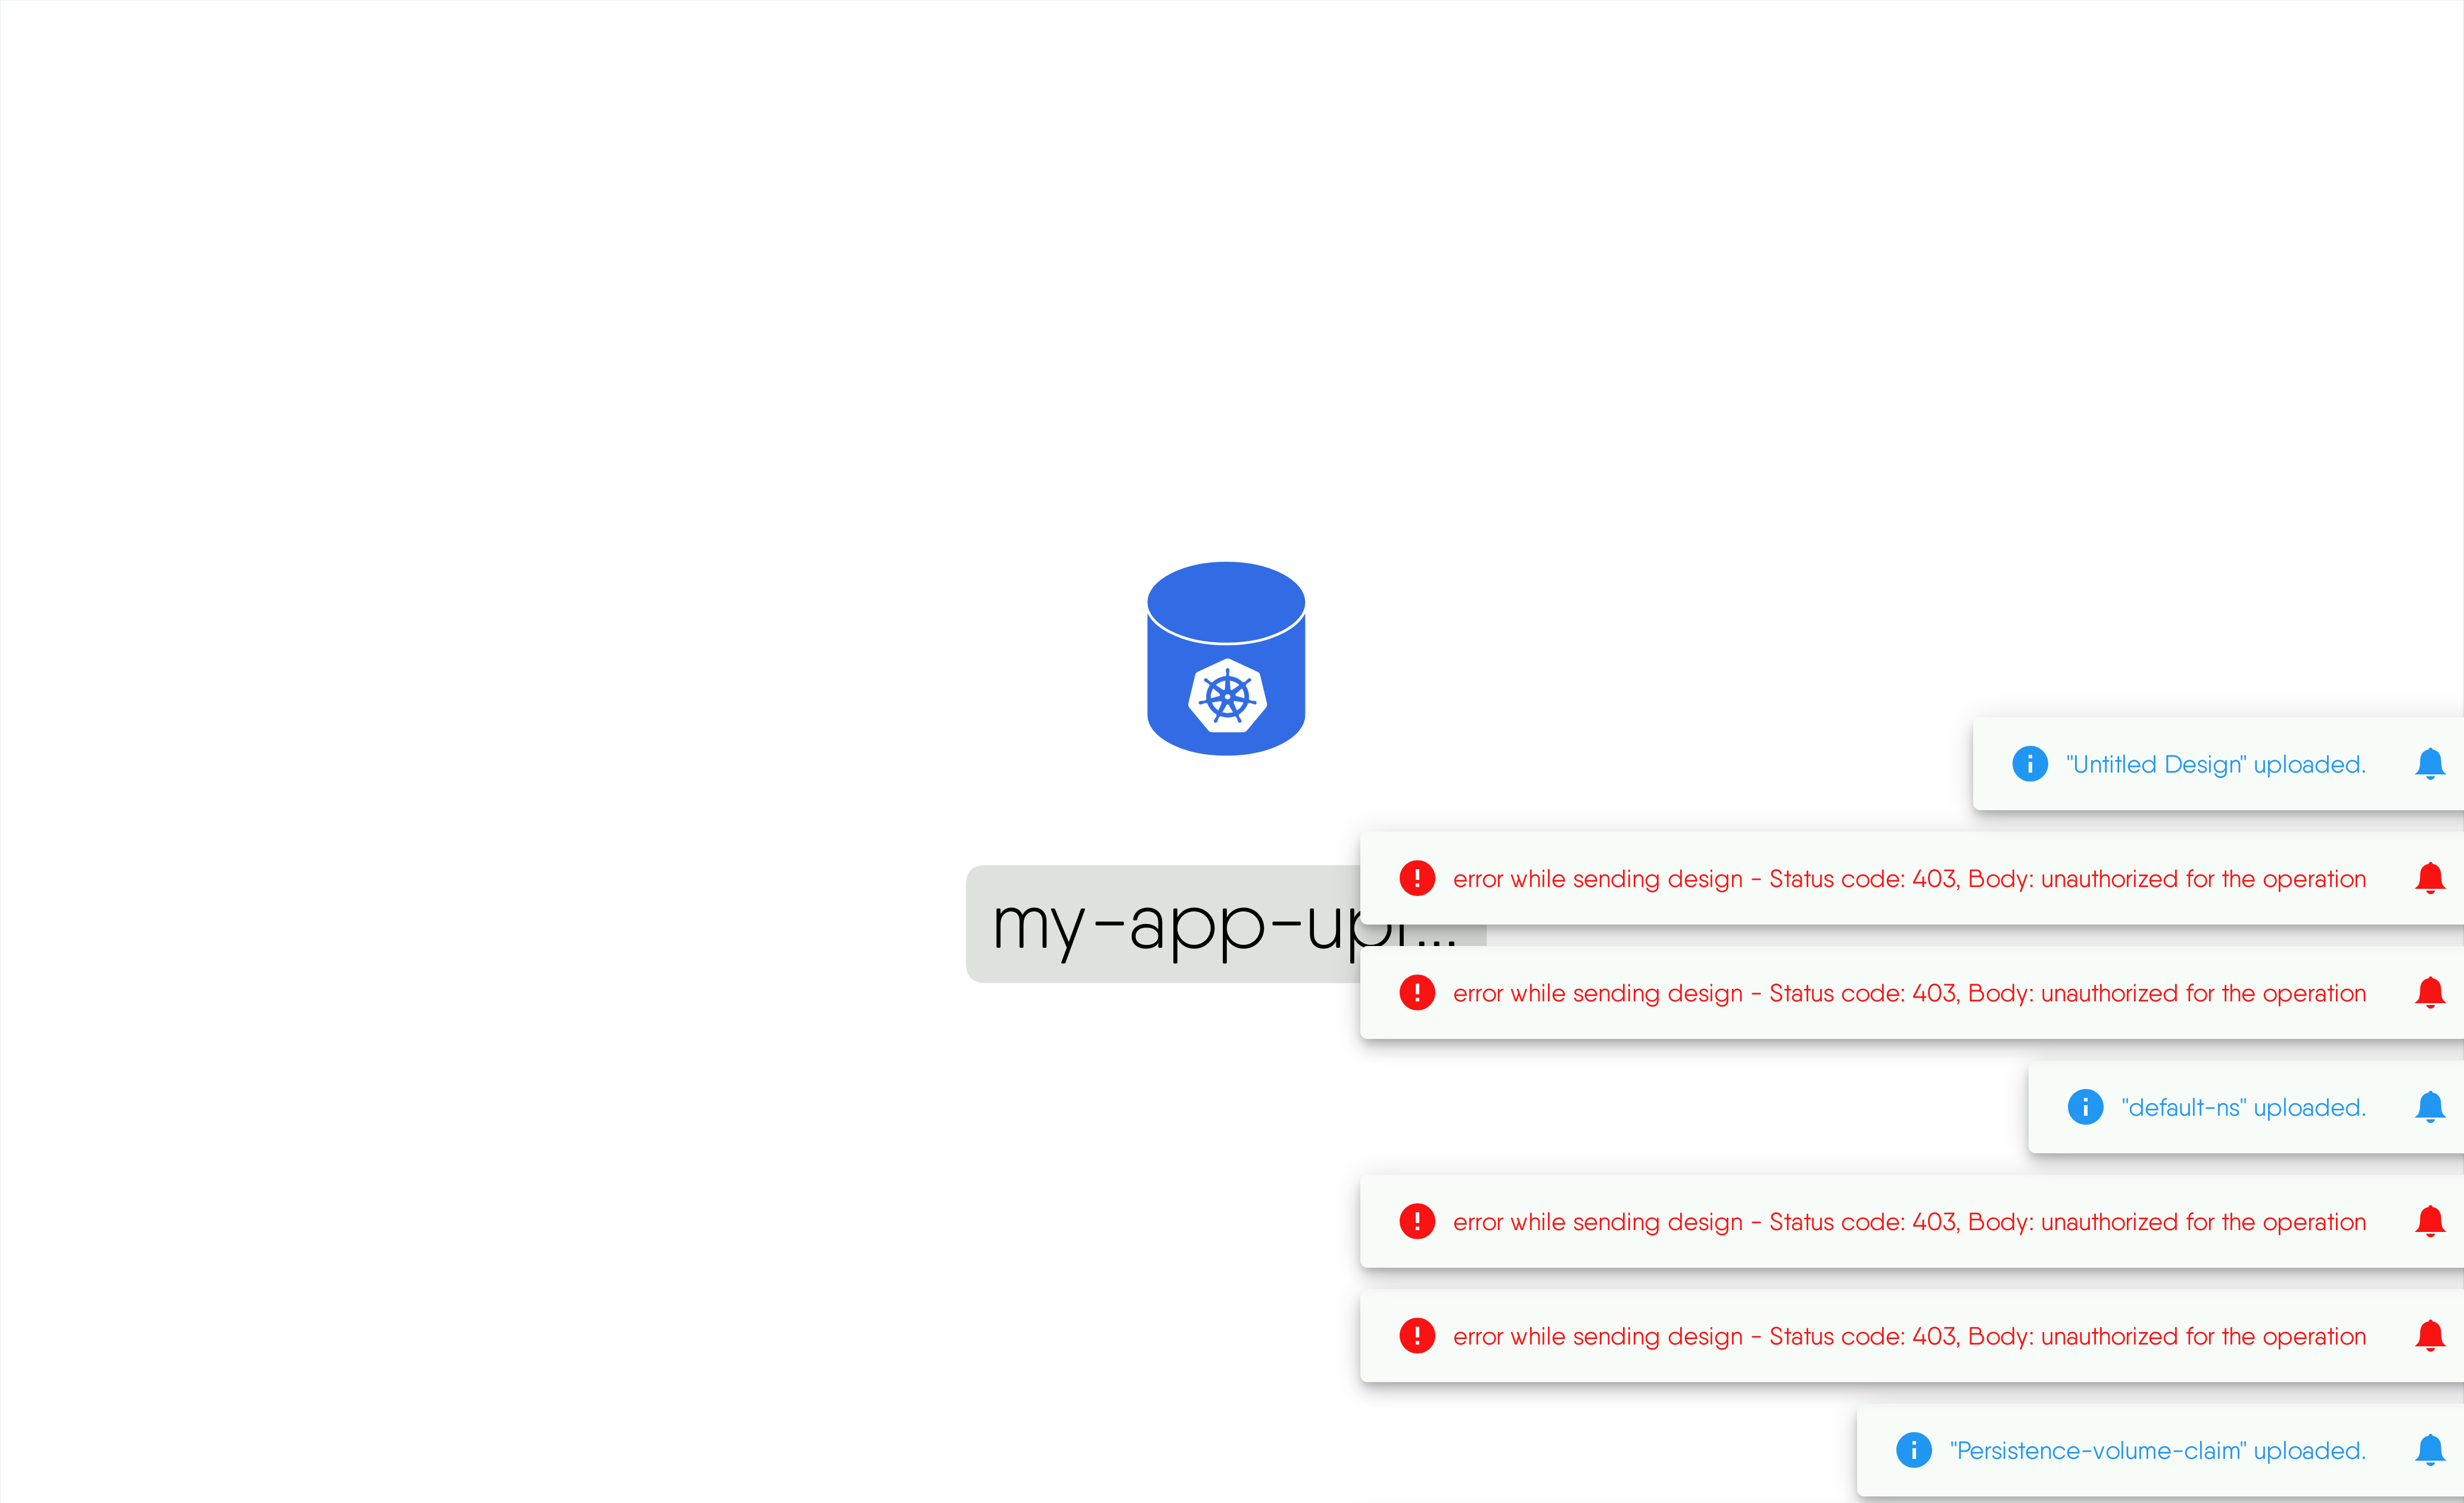 "Untitled Design" uploaded.
error while sending design - Status code: 403, Body: unauthorized for the operation
my-app-upl...
error while sending design - Status code: 403, Body: unauthorized for the operation
"default-ns" uploaded.
error while sending design - Status code: 403, Body: unauthorized for the operation
error while sending design - Status code: 403, Body: unauthorized for the operation
"Persistence-volume-claim" uploaded.